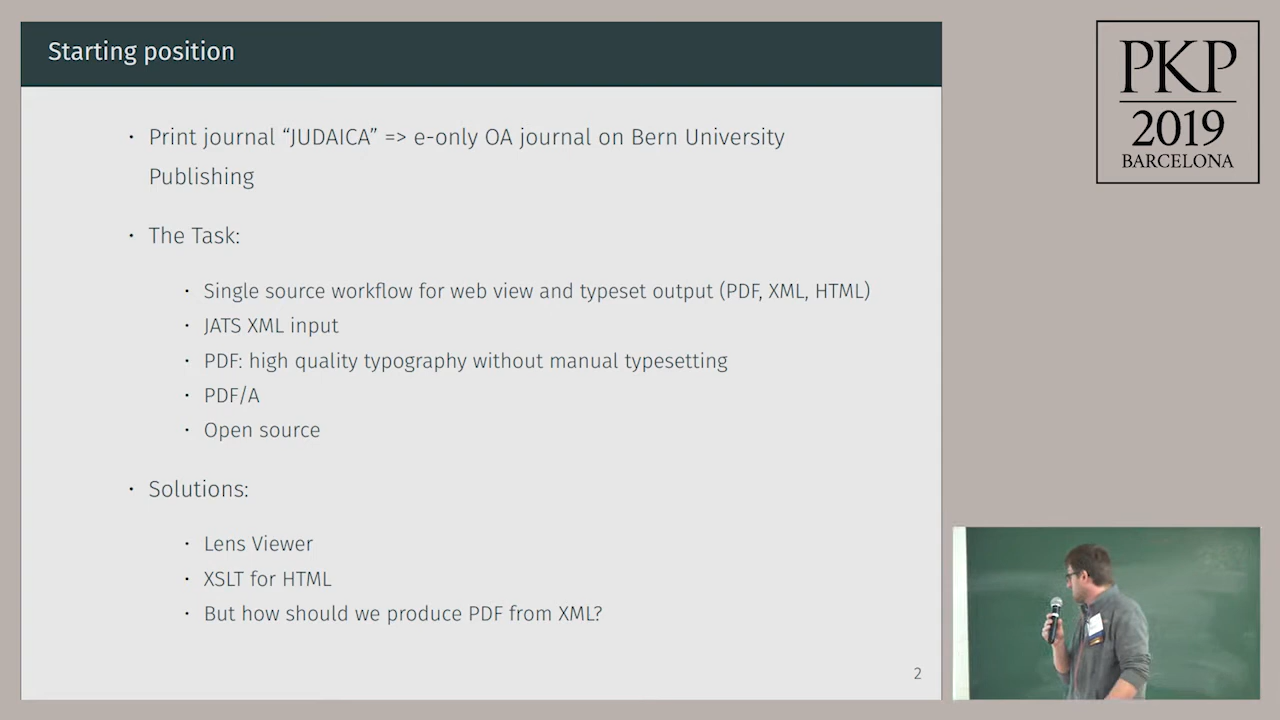 Starting position
· Print journal “JUDAICA” => e-only OA journal on Bern University
Publishing
· The Task:
· Single source workflow for web view and typeset output (PDF, XML, HTML)
· JATS XML input
· PDF: high quality typography without manual typesetting
· PDF/A
· Open source
· Solutions:
· Lens Viewer
· XSLT for HTML
· But how should we produce PDF from XML?
2
PKP
2019
BARCELONA